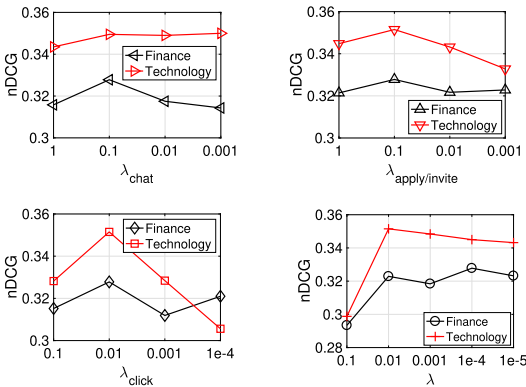 0.36
0.34
0.32
0.3
nDCG
Finance
Technology
1 0.1 0.01 0.001
λchat
0.36
0.34
0.32
0.3
nDCG
Finance
Technology
1 0.1 0.01 0.001
λapply/invite
0.36
0.34
0.32
0.3
nDCG
Finance
Technology
0.1 0.01 0.001 1e-4
λclick
0.36
0.34
0.32
0.3
0.28
nDCG
Finance
Technology
0.1 0.01 0.001 1e-4 1e-5
λ